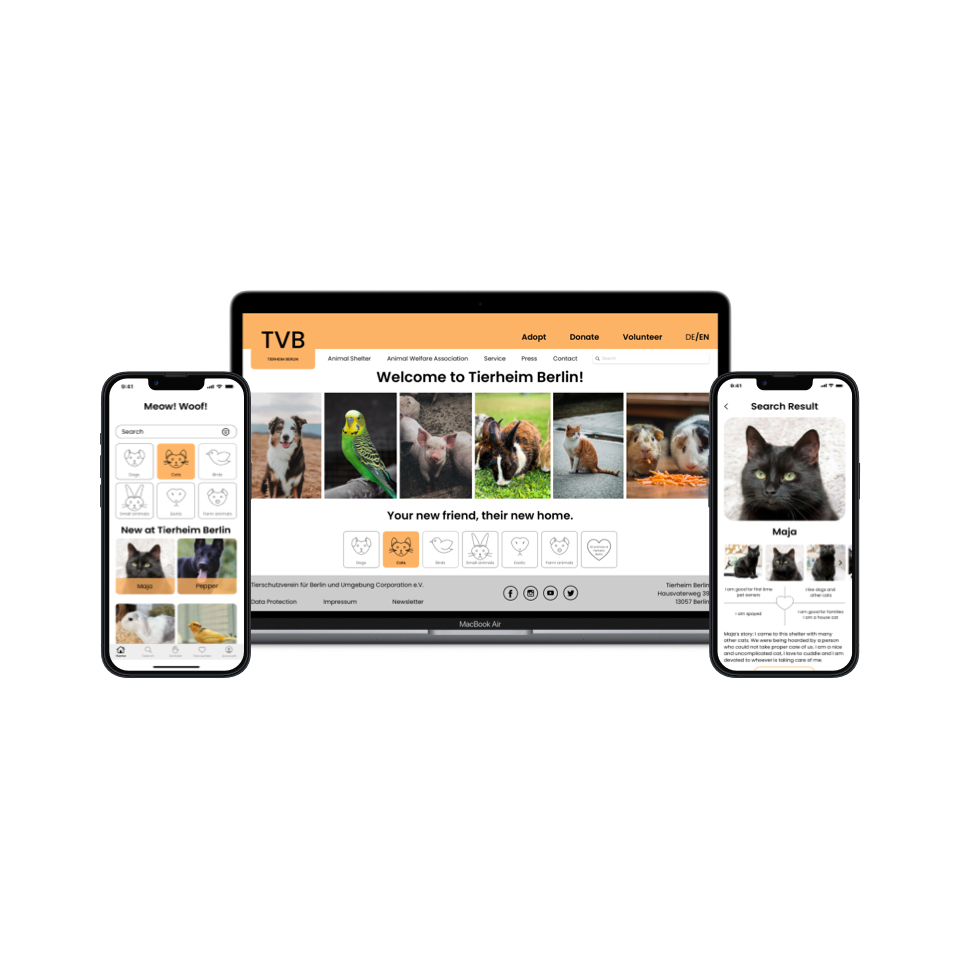 TVB
TIERHEIM BERLIN
Adopt
Donate
Volunteer
DE/EN
Animal Shelter
Animal Welfare Association
Service
Press
Contact
Search
Welcome to Tierheim Berlin!
Your new friend, their new home.
Dogs
Cats
Birds
Small animals
Exotic
Farm animals
Tierschutzverein für Berlin und Umgebung Corporation e.V.
Data Protection
Impressum
Newsletter
Tierheim Berlin
Hausvaterweg 39
13057 Berlin
MacBook Air
9:41
Meow! Woof!
Search
Dogs
Cats
Birds
Small animals
Exotic
Farm animals
New at Tierheim Berlin
Maja
Pepper
Home
Search
9:41
Search Result
Maja
I am good for first time
pet owners
I like dogs and
other cats
I am spayed
I am good for families
I am a house cat
Maja's story: I came to this shelter with many
other cats. We were being hoarded by a person
who could not take proper care of us. I am a nice
and uncomplicated cat, I love to cuddle and I am
devoted to whoever is taking care of me.